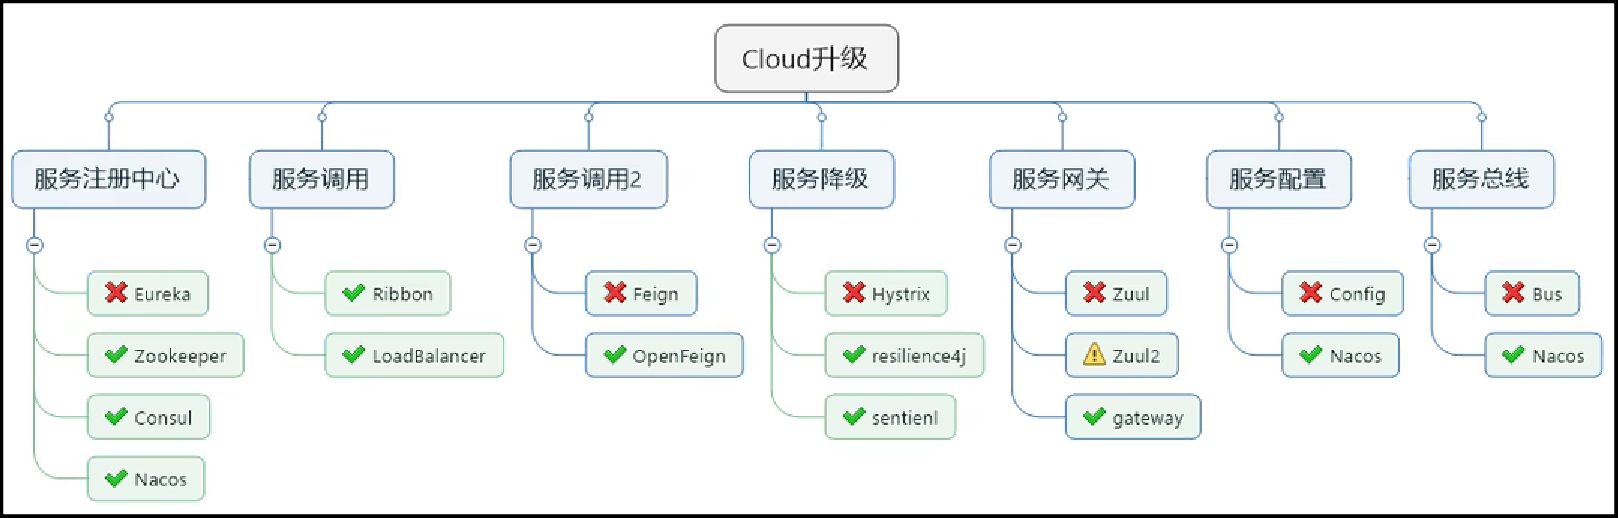 Cloud升级
服务注册中心
服务调用
服务调用2
服务降级
服务网关
服务配置
服务总线
Eureka
Zookeeper
Consul
Nacos
Ribbon
LoadBalancer
Feign
OpenFeign
Hystrix
resilience4j
sentienl
Zuul
Zuul2
gateway
Config
Nacos
Bus
Nacos